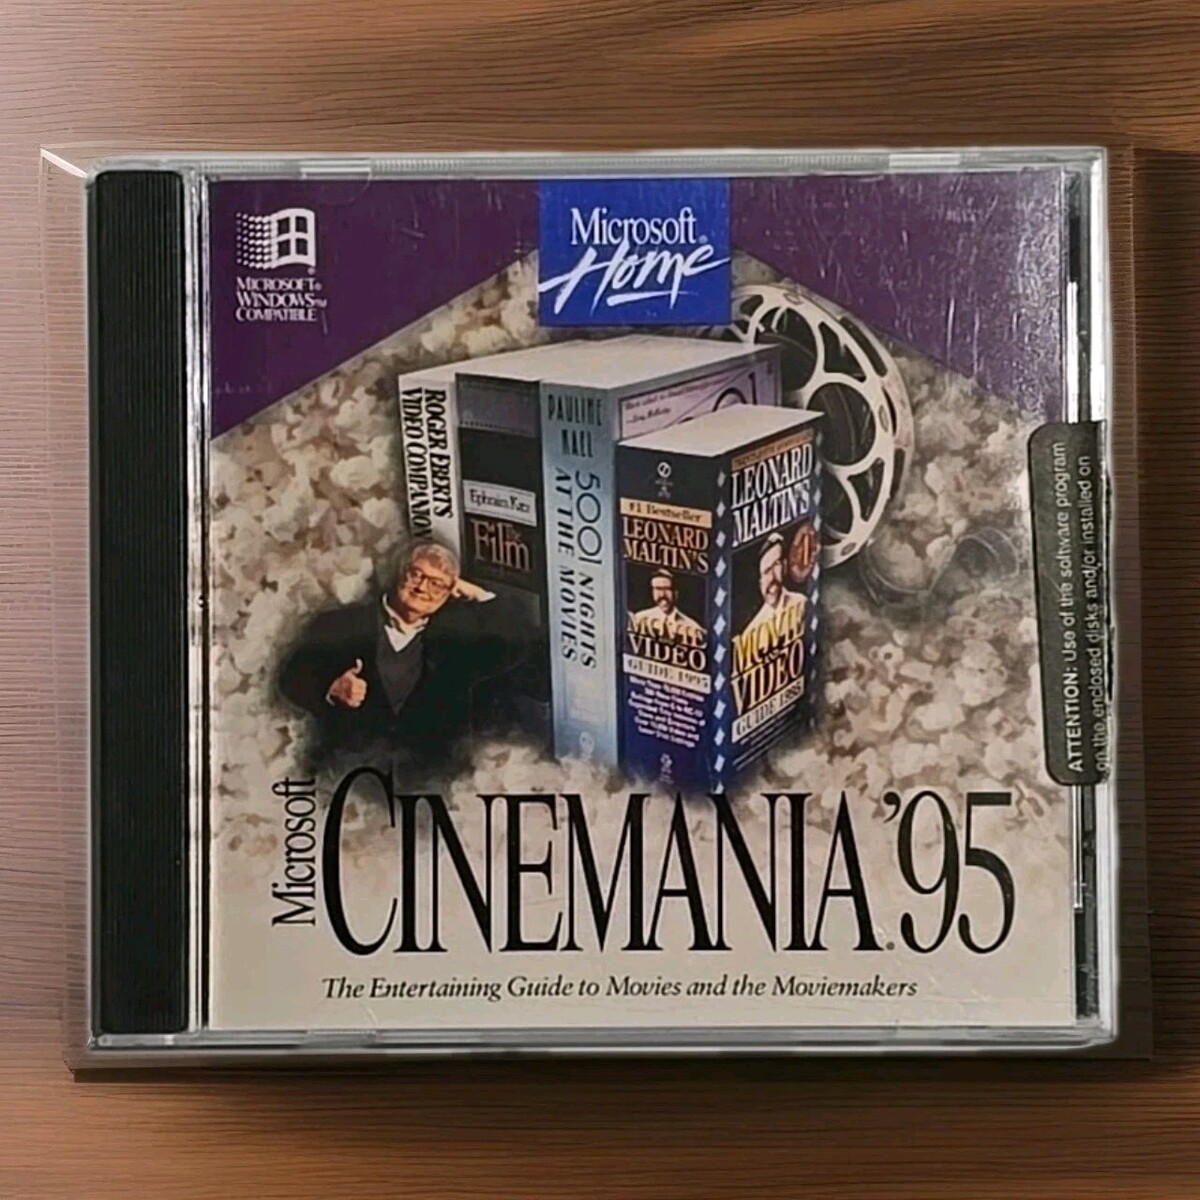 MICROSOFT®
WINDOWS™
COMPATIBLE
Microsoft®
Home
ROGER EBERT'S
VIDEO COMPANION
Ephraim Katz
The
Film
PAULINE
KAEL
5001 NIGHTS
AT THE MOVIES
#1 Bestseller
LEONARD
MALTIN'S
MOVIE
VIDEO
GUIDE 1995
LEONARD
MALTIN'S
MOVIE
VIDEO
GUIDE 1995
ATTENTION: Use of the software program
on the enclosed disks and/or installed on
Microsoft
CINEMANIA.'95
The Entertaining Guide to Movies and the Moviemakers